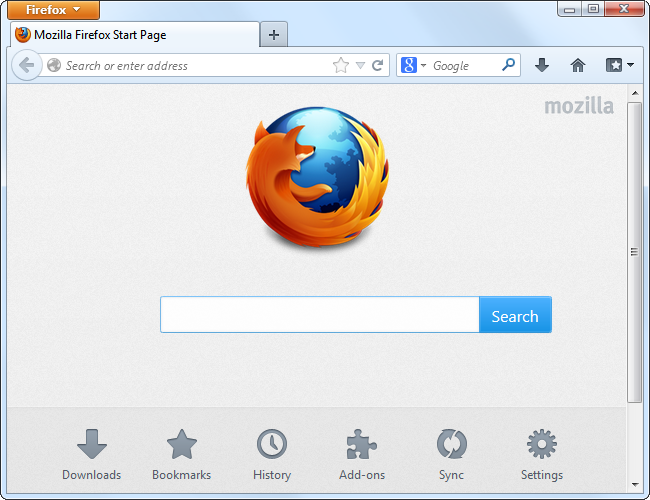 Firefox
Mozilla Firefox Start Page
Search or enter address
Google
mozilla
Search
Downloads
Bookmarks
History
Add-ons
Sync
Settings